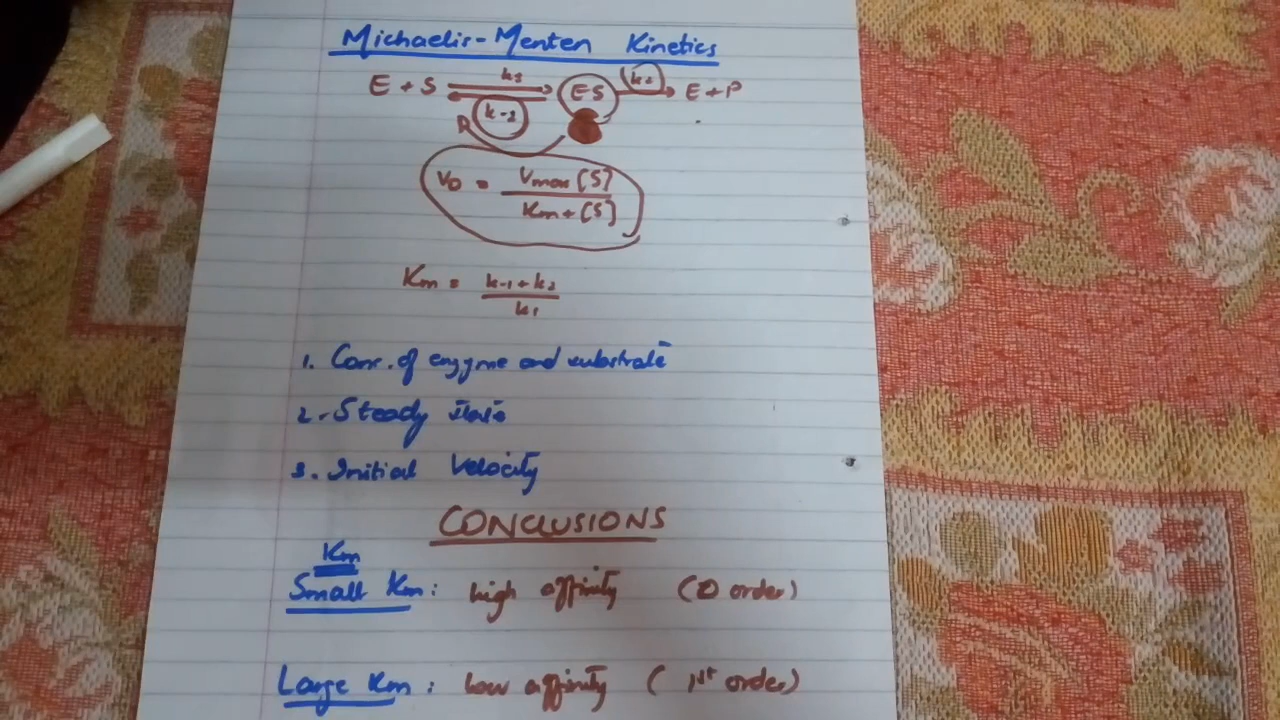 Michaelis-Menten Kinetics
E + S k1 k-1 ES k2 E + P
V0 = Vmax [S] / Km + [S]
Km = k-1 + k2 / k1
1. Conc. of enzyme and substrate
2. Steady state
3. Initial Velocity
CONCLUSIONS
Km
Small Km: high affinity (0 order)
Large Km: low affinity (1st order)